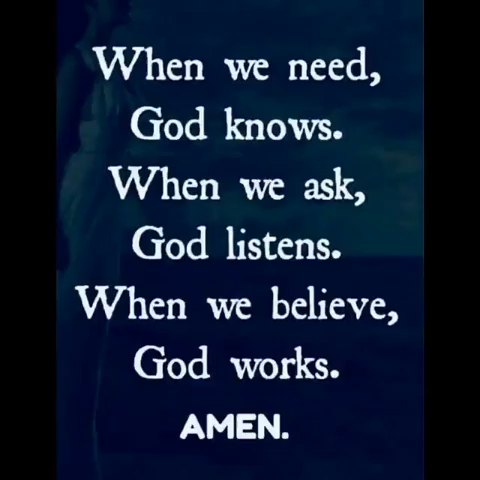 When we need,
God knows.
When we ask,
God listens.
When we believe,
God works.
AMEN.